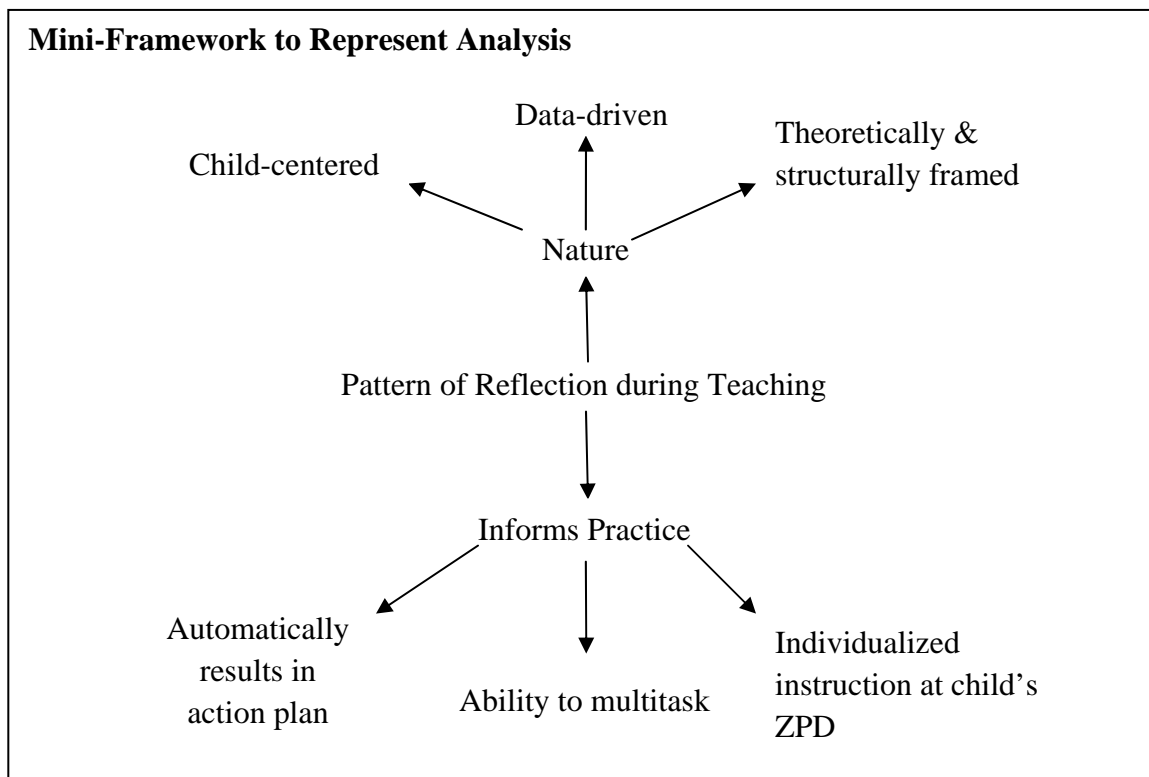 Mini-Framework to Represent Analysis
Data-driven
Child-centered
Theoretically &
structurally framed
Nature
Pattern of Reflection during Teaching
Informs Practice
Automatically
results in
action plan
Ability to multitask
Individualized
instruction at child’s
ZPD